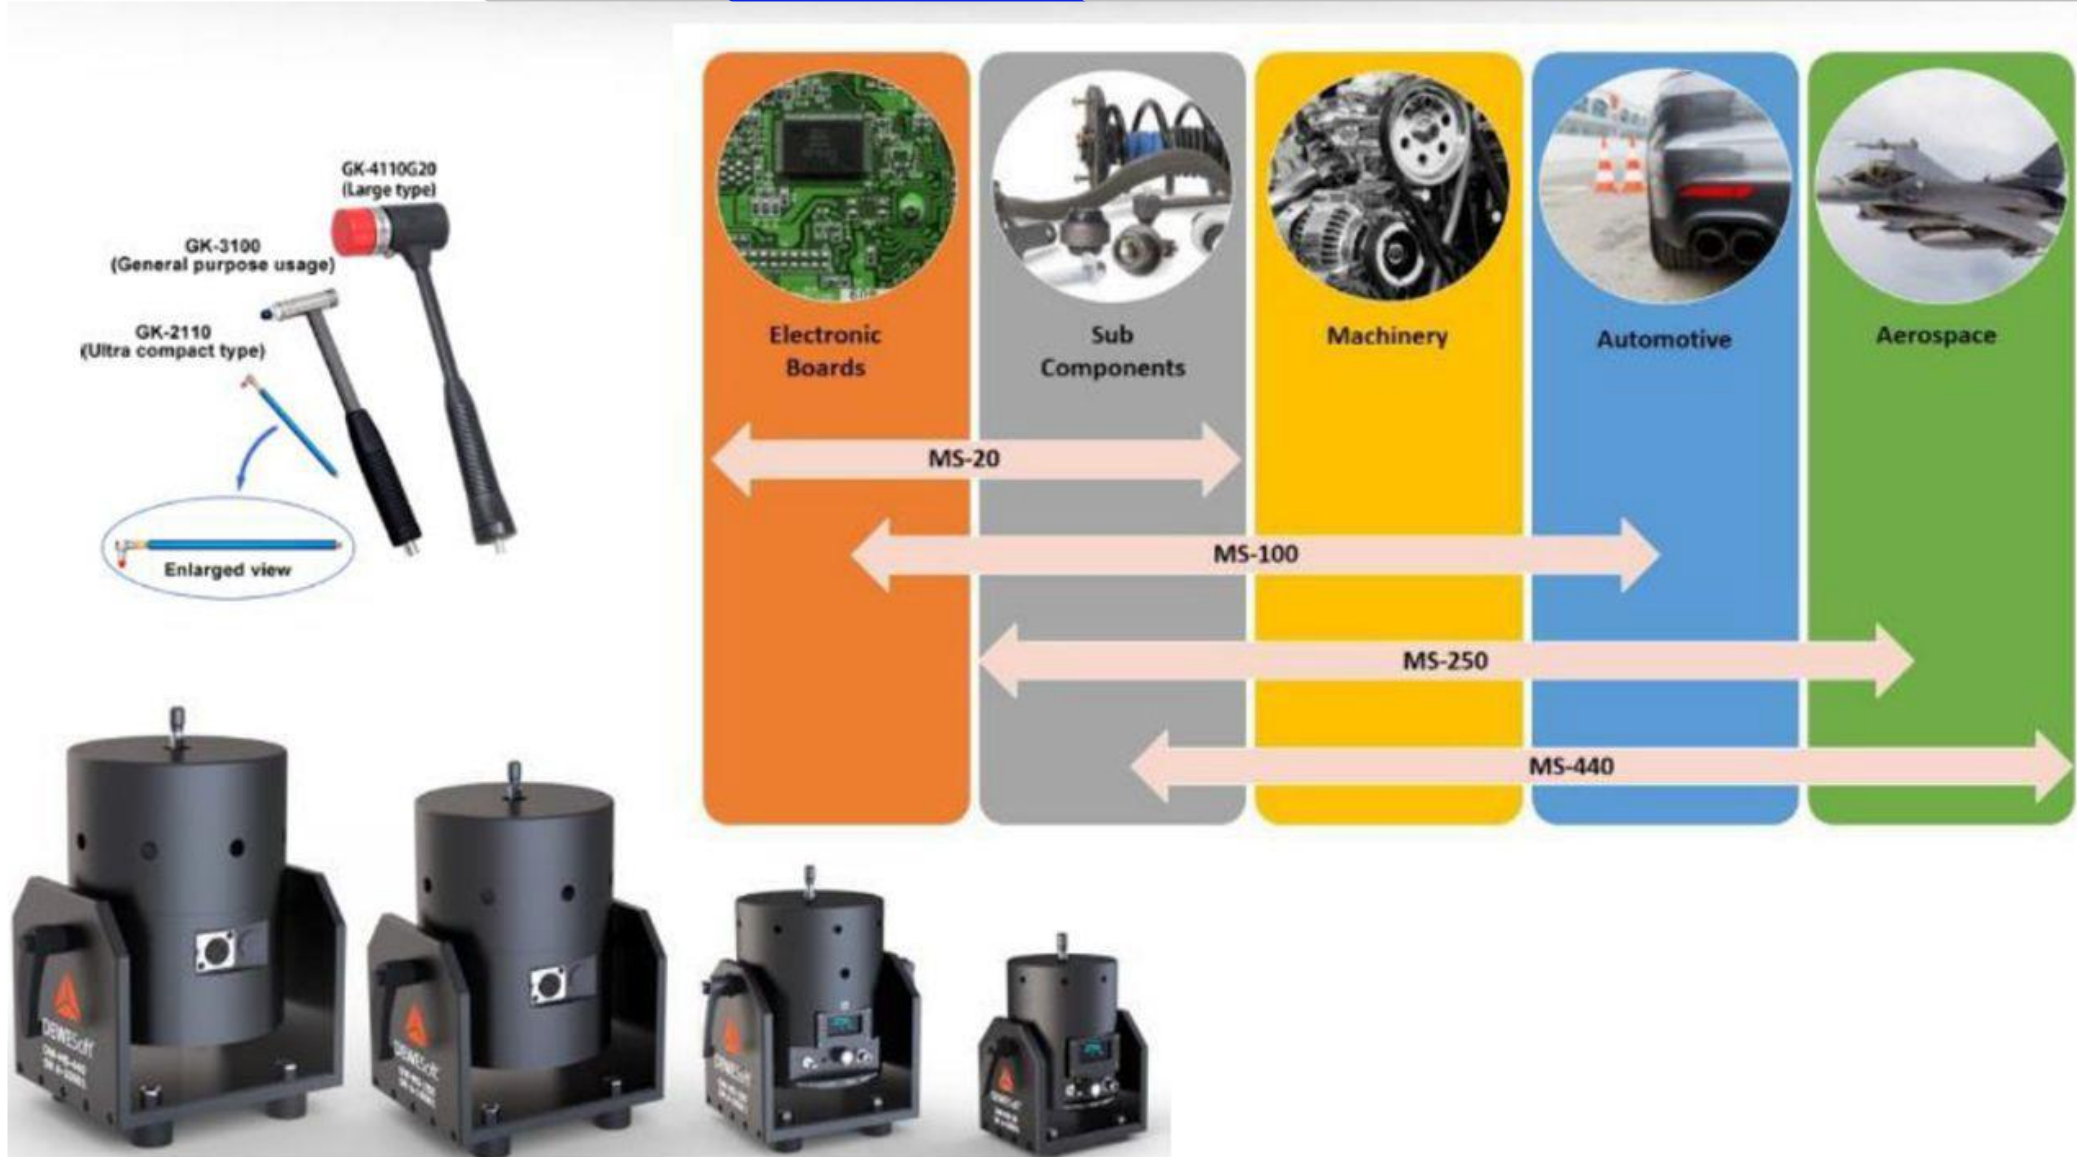 GK-4110G20
(Large type)
GK-3100
(General purpose usage)
GK-2110
(Ultra compact type)
Enlarged view
Electronic
Boards
Sub
Components
Machinery
Automotive
Aerospace
MS-20
MS-100
MS-250
MS-440
DEWESoft
DEWESoft
DEWESoft
DEWESoft